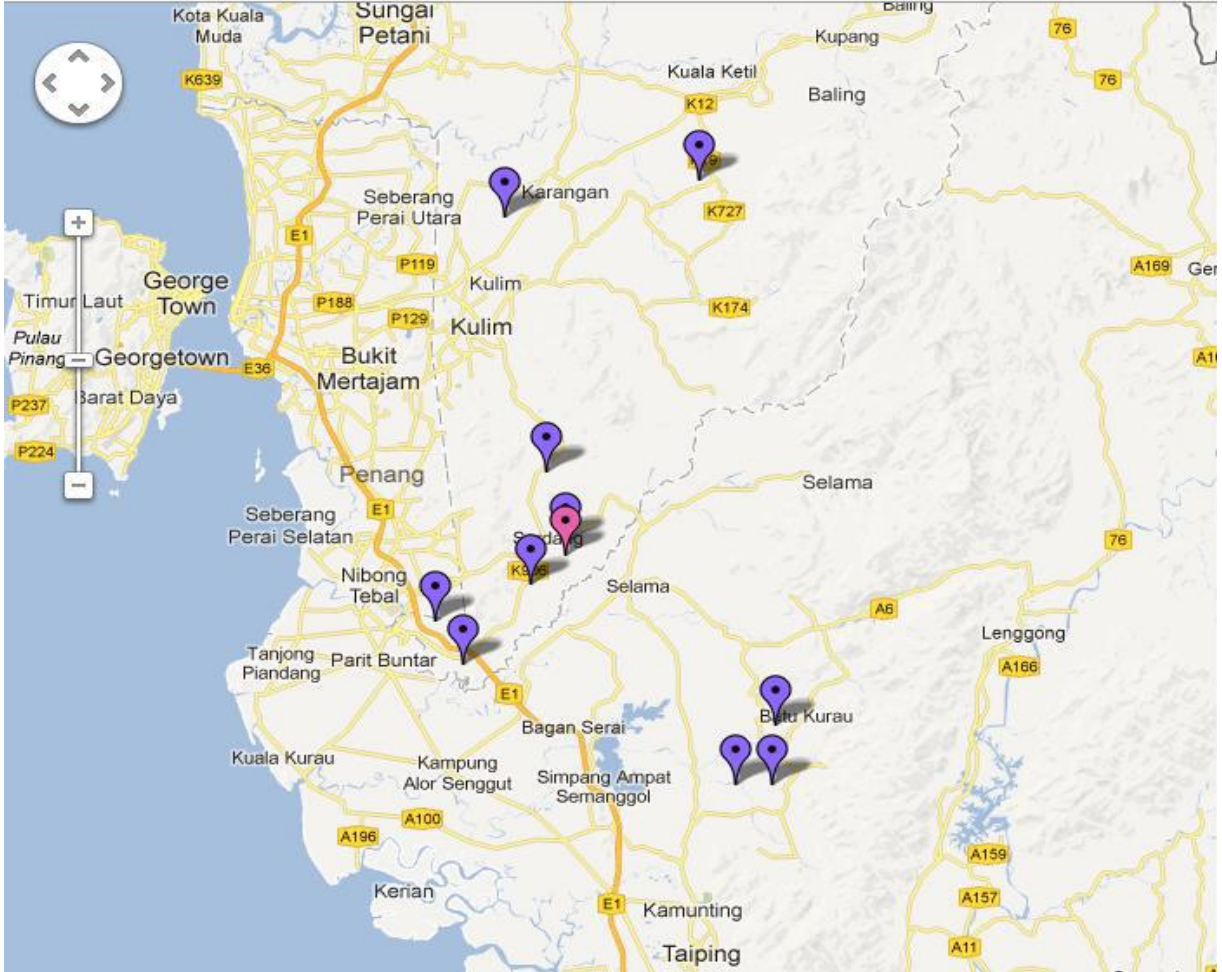 Baling
Kota Kuala
Muda
Sungai
Petani
76
Kupang
K639
Kuala Ketil
76
Baling
K12
Karangan
Seberang
Perai Utara
K727
E1
P119
A169
George
Town
Kulim
Timur Laut
P188
K174
P129
Kulim
Pulau
Pinang
Georgetown
E36
Bukit
Mertajam
P237
Barat Daya
P224
Penang
Selama
E1
Seberang
Perai Selatan
76
Nibong
Tebal
Selama
A6
Lenggong
Tanjong
Piandang
Parit Buntar
A166
E1
Batu Kurau
Bagan Serai
Kuala Kurau
Kampung
Alor Senggut
Simpang Ampat
Semanggol
A100
A196
A159
Kerian
A157
E1
Kamunting
A11
Taiping